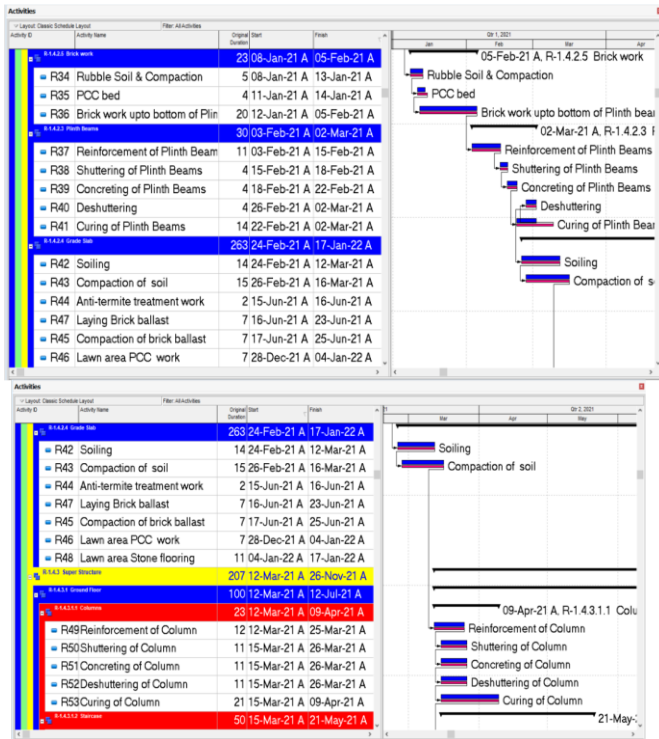 Activities
Layout: Classic Schedule Layout Filter: All Activities
Activity ID Activity Name Original Duration Start Finish Qtr 1, 2021
Jan Feb Mar Apr
R-1.4.2.5 Brick work 23 08-Jan-21 A 05-Feb-21 A 05-Feb-21 A, R-1.4.2.5 Brick work
R34 Rubble Soil & Compaction 5 08-Jan-21 A 13-Jan-21 A Rubble Soil & Compaction
R35 PCC bed 4 11-Jan-21 A 14-Jan-21 A PCC bed
R36 Brick work upto bottom of Plin 20 12-Jan-21 A 05-Feb-21 A Brick work upto bottom of Plinth bear
R-1.4.2.3 Plinth Beams 30 03-Feb-21 A 02-Mar-21 A 02-Mar-21 A, R-1.4.2.3
R37 Reinforcement of Plinth Beam 11 03-Feb-21 A 15-Feb-21 A Reinforcement of Plinth Beams
R38 Shuttering of Plinth Beams 4 15-Feb-21 A 18-Feb-21 A Shuttering of Plinth Beams
R39 Concreting of Plinth Beams 4 18-Feb-21 A 22-Feb-21 A Concreting of Plinth Beams
R40 Deshuttering 4 26-Feb-21 A 02-Mar-21 A Deshuttering
R41 Curing of Plinth Beams 14 22-Feb-21 A 02-Mar-21 A Curing of Plinth Bear
R-1.4.2.4 Grade Slab 263 24-Feb-21 A 17-Jan-22 A
R42 Soiling 14 24-Feb-21 A 12-Mar-21 A Soiling
R43 Compaction of soil 15 26-Feb-21 A 16-Mar-21 A Compaction of s
R44 Anti-termite treatment work 2 15-Jun-21 A 16-Jun-21 A
R47 Laying Brick ballast 7 16-Jun-21 A 23-Jun-21 A
R45 Compaction of brick ballast 7 17-Jun-21 A 25-Jun-21 A
R46 Lawn area PCC work 7 28-Dec-21 A 04-Jan-22 A
Activities
Layout: Classic Schedule Layout Filter: All Activities
Activity ID Activity Name Original Duration Start Finish 21 Qtr 2, 2021
Mar Apr May
R-1.4.2.4 Grade Slab 263 24-Feb-21 A 17-Jan-22 A
R42 Soiling 14 24-Feb-21 A 12-Mar-21 A Soiling
R43 Compaction of soil 15 26-Feb-21 A 16-Mar-21 A Compaction of soil
R44 Anti-termite treatment work 2 15-Jun-21 A 16-Jun-21 A
R47 Laying Brick ballast 7 16-Jun-21 A 23-Jun-21 A
R45 Compaction of brick ballast 7 17-Jun-21 A 25-Jun-21 A
R46 Lawn area PCC work 7 28-Dec-21 A 04-Jan-22 A
R48 Lawn area Stone flooring 11 04-Jan-22 A 17-Jan-22 A
R-1.4.3 Super Structure 207 12-Mar-21 A 26-Nov-21 A
R-1.4.3.1 Ground Floor 100 12-Mar-21 A 12-Jul-21 A
R-1.4.3.1.1 Columns 23 12-Mar-21 A 09-Apr-21 A 09-Apr-21 A, R-1.4.3.1.1 Colu
R49 Reinforcement of Column 12 12-Mar-21 A 25-Mar-21 A Reinforcement of Column
R50 Shuttering of Column 11 15-Mar-21 A 26-Mar-21 A Shuttering of Column
R51 Concreting of Column 11 15-Mar-21 A 26-Mar-21 A Concreting of Column
R52 Deshuttering of Column 11 15-Mar-21 A 26-Mar-21 A Deshuttering of Column
R53 Curing of Column 21 15-Mar-21 A 09-Apr-21 A Curing of Column
R-1.4.3.1.2 Staircase 50 15-Mar-21 A 21-May-21 A 21-May-